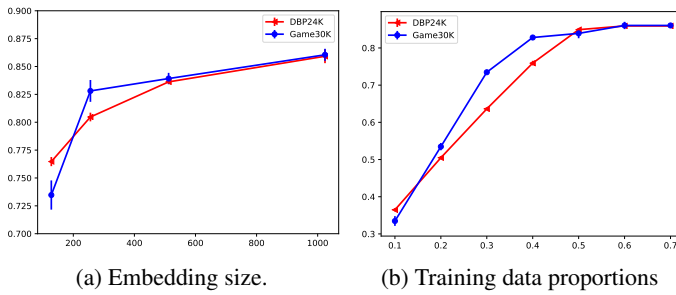 0.900
0.875
0.850
0.825
0.800
0.775
0.750
0.725
0.700
200 400 600 800 1000
DBP24K
Game30K
(a) Embedding size.
0.8
0.7
0.6
0.5
0.4
0.3
0.1 0.2 0.3 0.4 0.5 0.6 0.7
DBP24K
Game30K
(b) Training data proportions